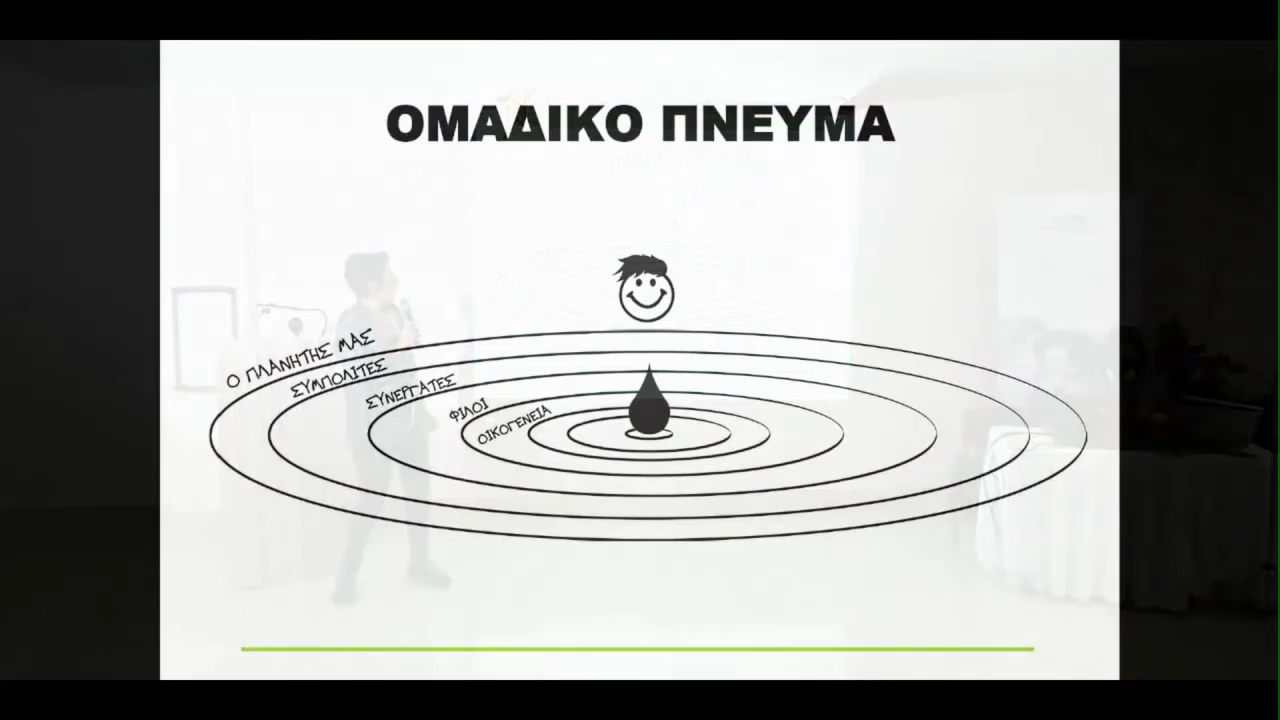 ΟΜΑΔΙΚΟ ΠΝΕΥΜΑ
Ο ΠΛΑΝΗΤΗΣ ΜΑΣ
ΣΥΜΠΟΛΙΤΕΣ
ΣΥΝΕΡΓΑΤΕΣ
ΦΙΛΟΙ
ΟΙΚΟΓΕΝΕΙΑ